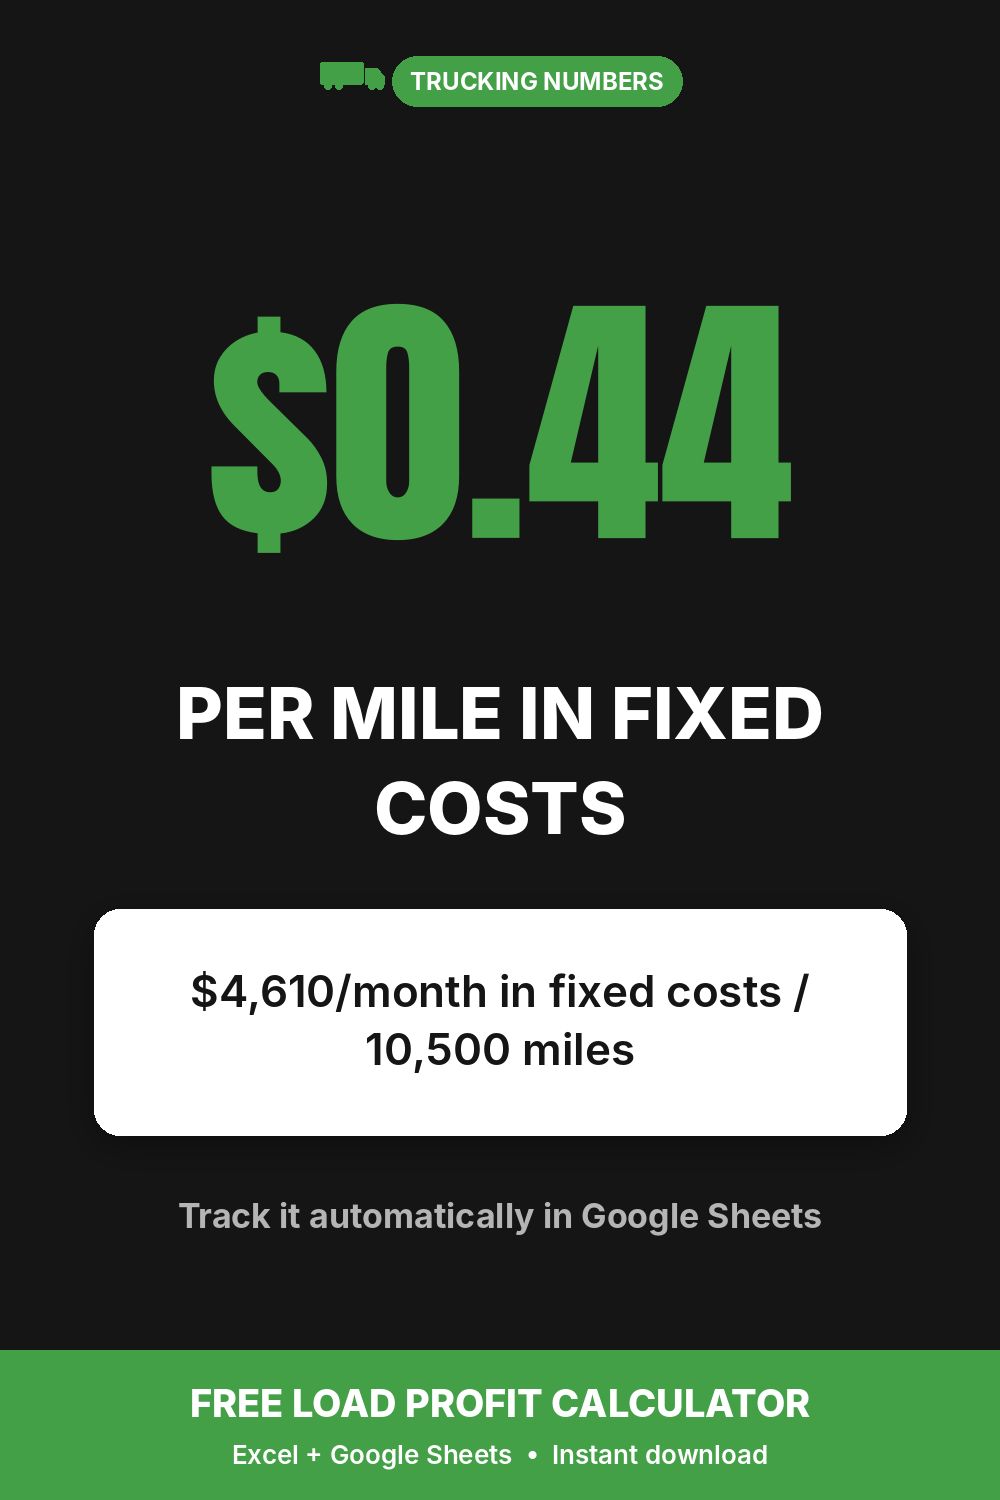 TRUCKING NUMBERS
$0.44
PER MILE IN FIXED
COSTS
$4,610/month in fixed costs /
10,500 miles
Track it automatically in Google Sheets
FREE LOAD PROFIT CALCULATOR
Excel + Google Sheets • Instant download